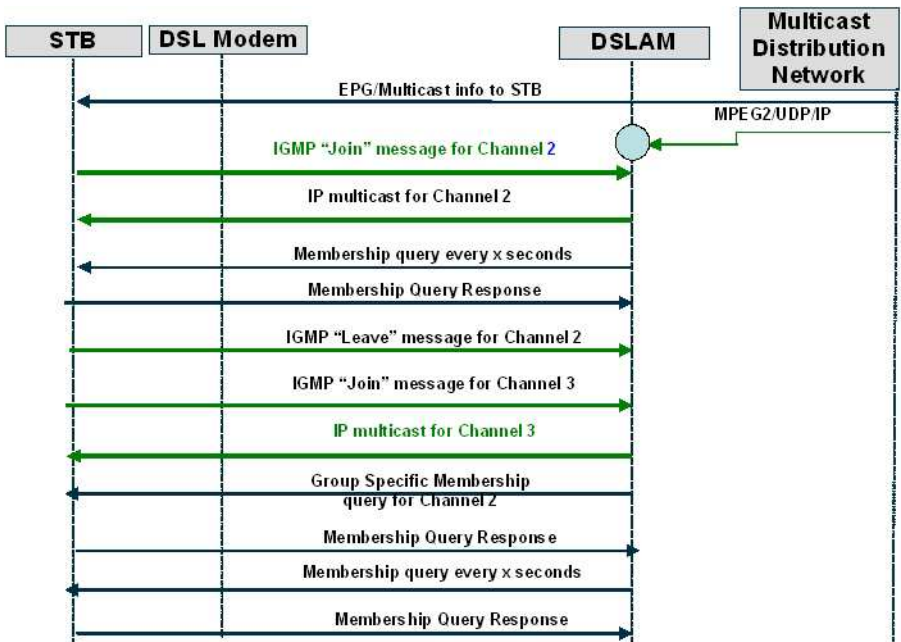 STB
DSL Modem
DSLAM
Multicast
Distribution
Network
EPG/Multicast info to STB
MPEG2/UDP/IP
IGMP “Join” message for Channel 2
IP multicast for Channel 2
Membership query every x seconds
Membership Query Response
IGMP “Leave” message for Channel 2
IGMP “Join” message for Channel 3
IP multicast for Channel 3
Group Specific Membership
query for Channel 2
Membership Query Response
Membership query every x seconds
Membership Query Response